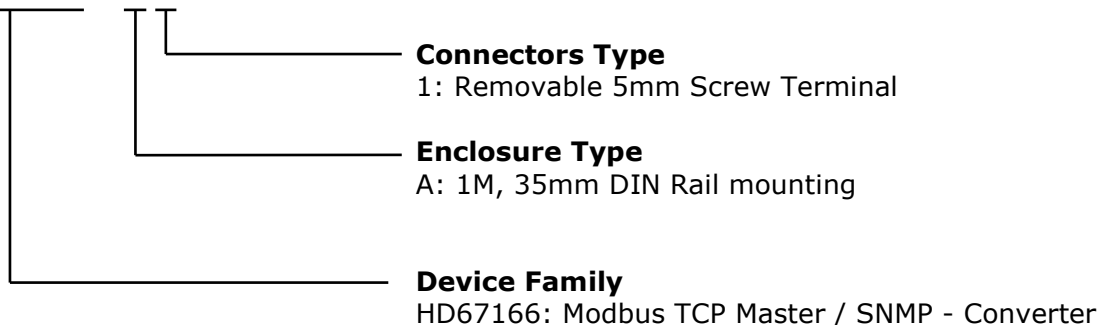 Connectors Type
1: Removable 5mm Screw Terminal
Enclosure Type
A: 1M, 35mm DIN Rail mounting
Device Family
HD67166: Modbus TCP Master / SNMP - Converter